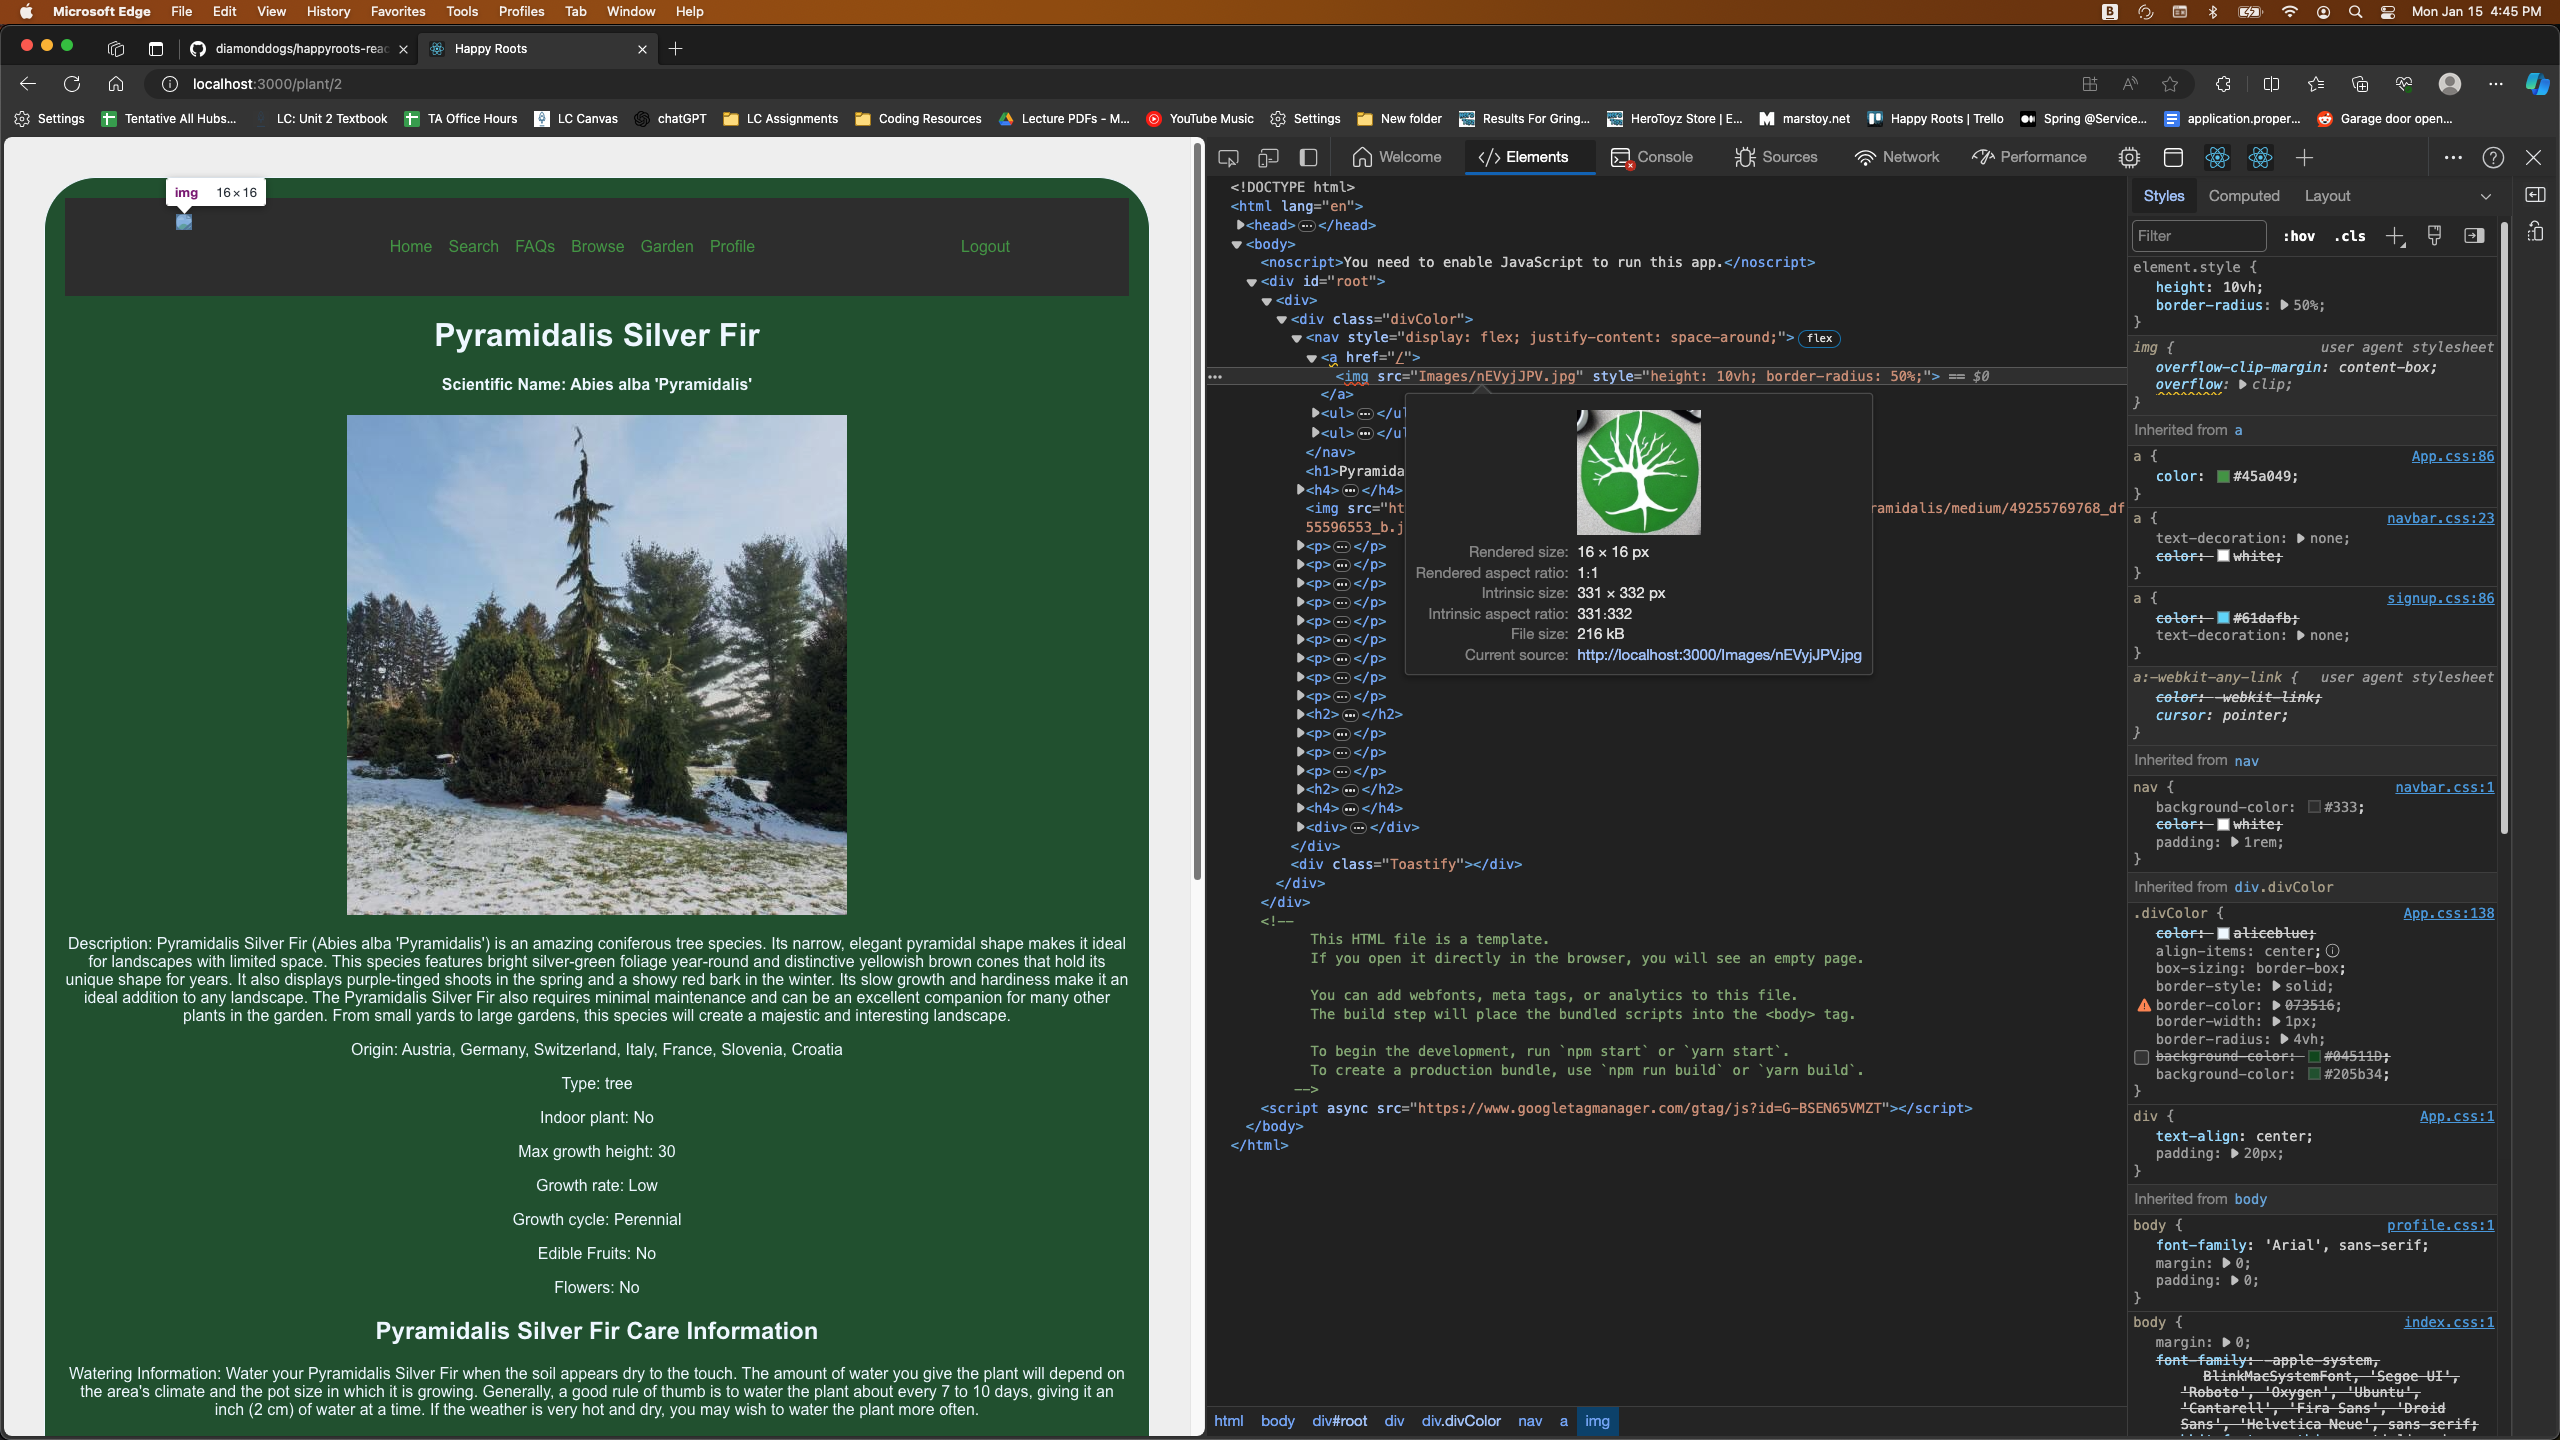 Microsoft Edge File Edit View History Favorites Tools Profiles Tab Window Help Mon Jan 15 4:45 PM
diamonddogs/happyroots-reac
Happy Roots
localhost:3000/plant/2
Settings Tentative All Hubs... LC: Unit 2 Textbook TA Office Hours LC Canvas chatGPT LC Assignments Coding Resources Lecture PDFs - M... YouTube Music Settings New folder Results For Gring... HeroToyz Store | E... marstoy.net Happy Roots | Trello Spring @Service... application.proper... Garage door open...
img 16×16
Home Search FAQs Browse Garden Profile Logout
Pyramidalis Silver Fir
Scientific Name: Abies alba 'Pyramidalis'
Description: Pyramidalis Silver Fir (Abies alba 'Pyramidalis') is an amazing coniferous tree species. Its narrow, elegant pyramidal shape makes it ideal
for landscapes with limited space. This species features bright silver-green foliage year-round and distinctive yellowish brown cones that hold its
unique shape for years. It also displays purple-tinged shoots in the spring and a showy red bark in the winter. Its slow growth and hardiness make it an
ideal addition to any landscape. The Pyramidalis Silver Fir also requires minimal maintenance and can be an excellent companion for many other
plants in the garden. From small yards to large gardens, this species will create a majestic and interesting landscape.
Origin: Austria, Germany, Switzerland, Italy, France, Slovenia, Croatia
Type: tree
Indoor plant: No
Max growth height: 30
Growth rate: Low
Growth cycle: Perennial
Edible Fruits: No
Flowers: No
Pyramidalis Silver Fir Care Information
Watering Information: Water your Pyramidalis Silver Fir when the soil appears dry to the touch. The amount of water you give the plant will depend on
the area's climate and the pot size in which it is growing. Generally, a good rule of thumb is to water the plant about every 7 to 10 days, giving it an
inch (2 cm) of water at a time. If the weather is very hot and dry, you may wish to water the plant more often.
Welcome Elements Console Sources Network Performance
<!DOCTYPE html>
<html lang="en">
<head> </head>
<body>
<noscript>You need to enable JavaScript to run this app.</noscript>
<div id="root">
<div>
<div class="divColor">
<nav style="display: flex; justify-content: space-around;"> flex
<a href="/">
<img src="Images/nEVyjJPV.jpg" style="height: 10vh; border-radius: 50%;"> == $0
</a>
<ul> </ul
<ul> </ul
</nav>
<h1>Pyramida
<h4> </h4>
<img src="ht ramidalis/medium/49255769768_df
55596553_b.j
<p> </p>
<p> </p>
<p> </p>
<p> </p>
<p> </p>
<p> </p>
<p> </p>
<p> </p>
<p> </p>
<h2> </h2>
<p> </p>
<p> </p>
<p> </p>
<h2> </h2>
<h4> </h4>
<div> </div>
</div>
<div class="Toastify"></div>
</div>
</div>
<!--
This HTML file is a template.
If you open it directly in the browser, you will see an empty page.
You can add webfonts, meta tags, or analytics to this file.
The build step will place the bundled scripts into the <body> tag.
To begin the development, run `npm start` or `yarn start`.
To create a production bundle, use `npm run build` or `yarn build`.
-->
<script async src="https://www.googletagmanager.com/gtag/js?id=G-BSEN65VMZT"></script>
</body>
</html>
Rendered size: 16 × 16 px
Rendered aspect ratio: 1:1
Intrinsic size: 331 × 332 px
Intrinsic aspect ratio: 331:332
File size: 216 kB
Current source: http://localhost:3000/Images/nEVyjJPV.jpg
html body div#root div div.divColor nav a img
Styles Computed Layout
Filter :hov .cls
element.style {
height: 10vh;
border-radius: 50%;
}
img { user agent stylesheet
overflow-clip-margin: content-box;
overflow: clip;
}
Inherited from a
a { App.css:86
color: #45a049;
}
a { navbar.css:23
text-decoration: none;
color: white;
}
a { signup.css:86
color: #61dafb;
text-decoration: none;
}
a:-webkit-any-link { user agent stylesheet
color: -webkit-link;
cursor: pointer;
}
Inherited from nav
nav { navbar.css:1
background-color: #333;
color: white;
padding: 1rem;
}
Inherited from div.divColor
.divColor { App.css:138
color: aliceblue;
align-items: center;
box-sizing: border-box;
border-style: solid;
border-color: 073516;
border-width: 1px;
border-radius: 4vh;
background-color: #04511D;
background-color: #205b34;
}
div { App.css:1
text-align: center;
padding: 20px;
}
Inherited from body
body { profile.css:1
font-family: 'Arial', sans-serif;
margin: 0;
padding: 0;
}
body { index.css:1
margin: 0;
font-family: -apple-system,
BlinkMacSystemFont, 'Segoe UI',
'Roboto', 'Oxygen', 'Ubuntu',
'Cantarell', 'Fira Sans', 'Droid
Sans', 'Helvetica Neue', sans-serif;